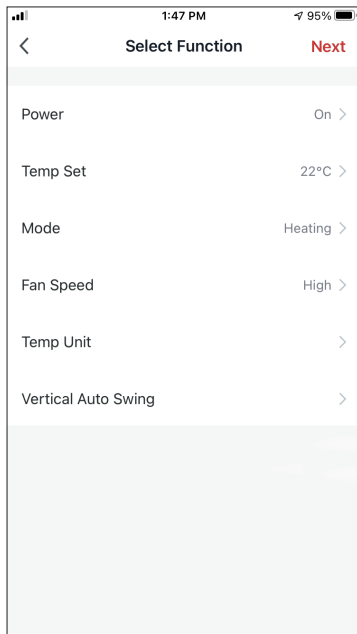 1:47 PM 95%
Select Function Next
Power On
Temp Set 22°C
Mode Heating
Fan Speed High
Temp Unit
Vertical Auto Swing